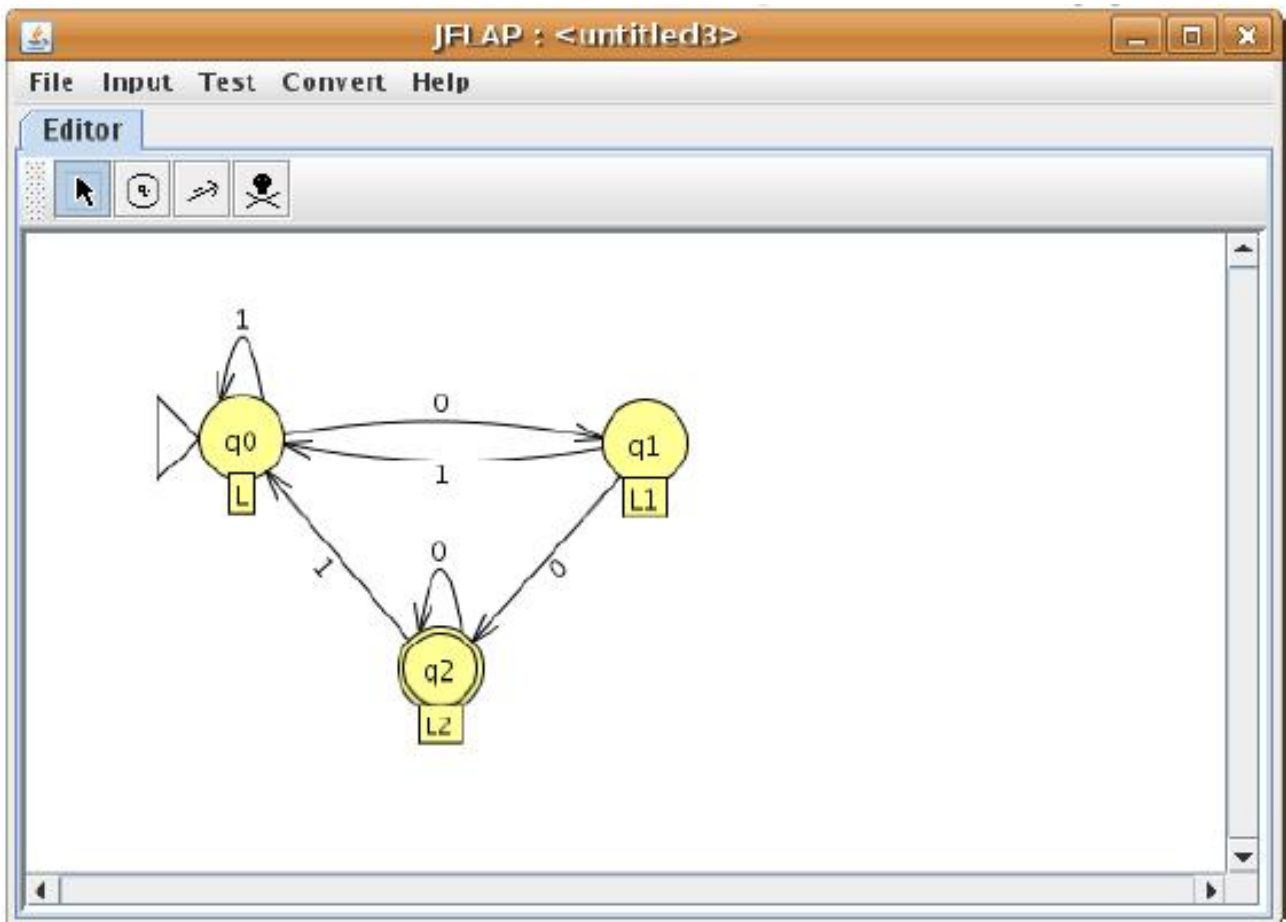 JFLAP : <untitled3>
File Input Test Convert Help
Editor
q
1
0
q0
q1
1
L
L1
1
0
0
q2
L2